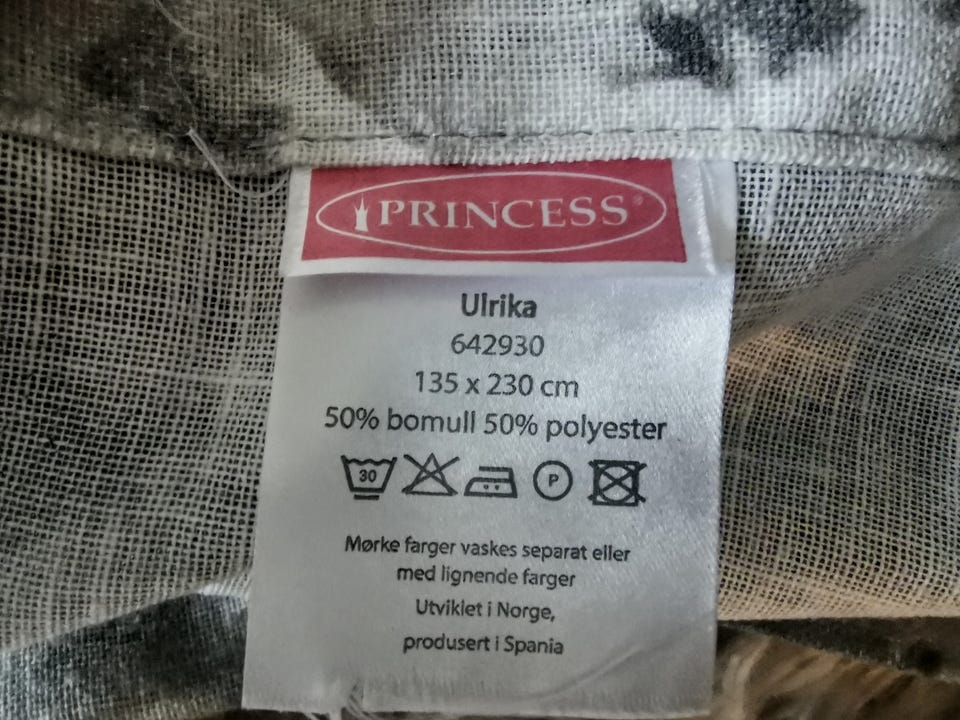 PRINCESS®
Ulrika
642930
135 x 230 cm
50% bomull 50% polyester
30 P
Mørke farger vaskes separat eller
med lignende farger
Utviklet i Norge,
produsert i Spania